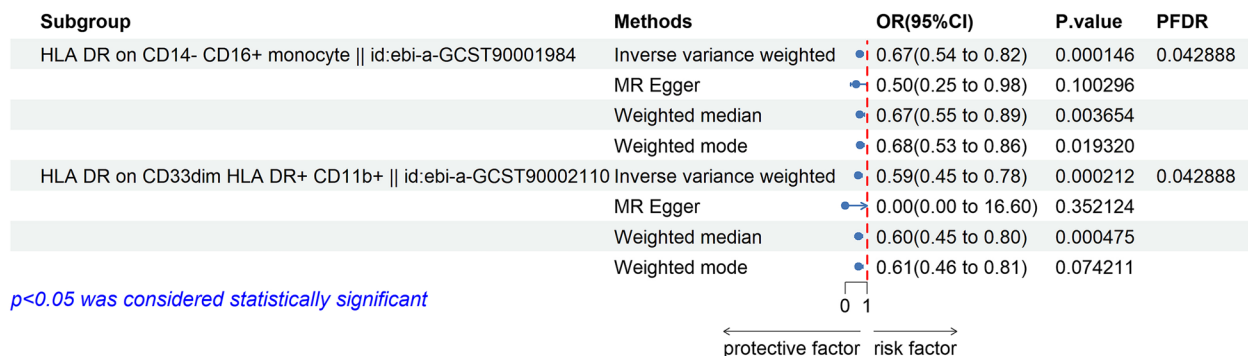 Subgroup Methods OR(95%CI) P.value PFDR
HLA DR on CD14- CD16+ monocyte || id:ebi-a-GCST90001984 Inverse variance weighted 0.67(0.54 to 0.82) 0.000146 0.042888
MR Egger 0.50(0.25 to 0.98) 0.100296
Weighted median 0.67(0.55 to 0.89) 0.003654
Weighted mode 0.68(0.53 to 0.86) 0.019320
HLA DR on CD33dim HLA DR+ CD11b+ || id:ebi-a-GCST90002110 Inverse variance weighted 0.59(0.45 to 0.78) 0.000212 0.042888
MR Egger 0.00(0.00 to 16.60) 0.352124
Weighted median 0.60(0.45 to 0.80) 0.000475
Weighted mode 0.61(0.46 to 0.81) 0.074211
p<0.05 was considered statistically significant
0 1
protective factor risk factor